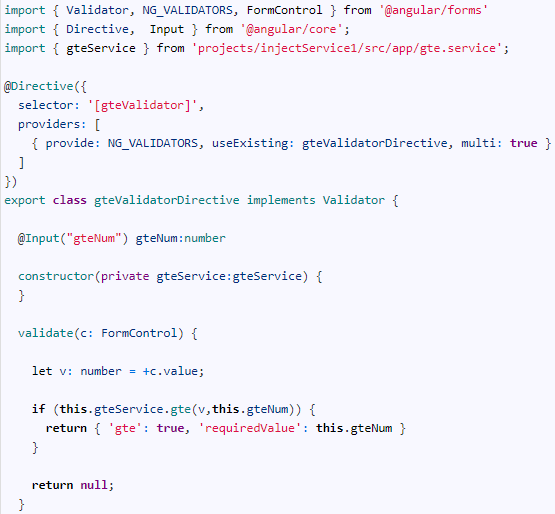 import { Validator, NG_VALIDATORS, FormControl } from '@angular/forms'
import { Directive,  Input } from '@angular/core';
import { gteService } from 'projects/injectService1/src/app/gte.service';

@Directive({
  selector: '[gteValidator]',
  providers: [
    { provide: NG_VALIDATORS, useExisting: gteValidatorDirective, multi: true }
  ]
})
export class gteValidatorDirective implements Validator {

  @Input("gteNum") gteNum:number

  constructor(private gteService:gteService) {
  }

  validate(c: FormControl) {

    let v: number = +c.value;

    if (this.gteService.gte(v,this.gteNum)) {
      return { 'gte': true, 'requiredValue': this.gteNum }
    }

    return null;
  }